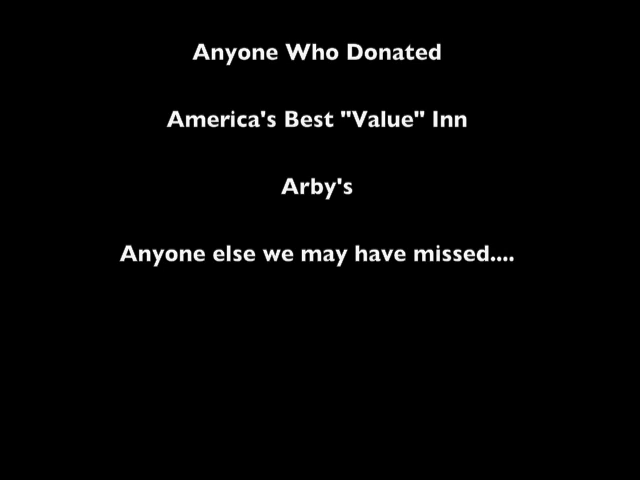 Anyone Who Donated
America's Best "Value" Inn
Arby's
Anyone else we may have missed....